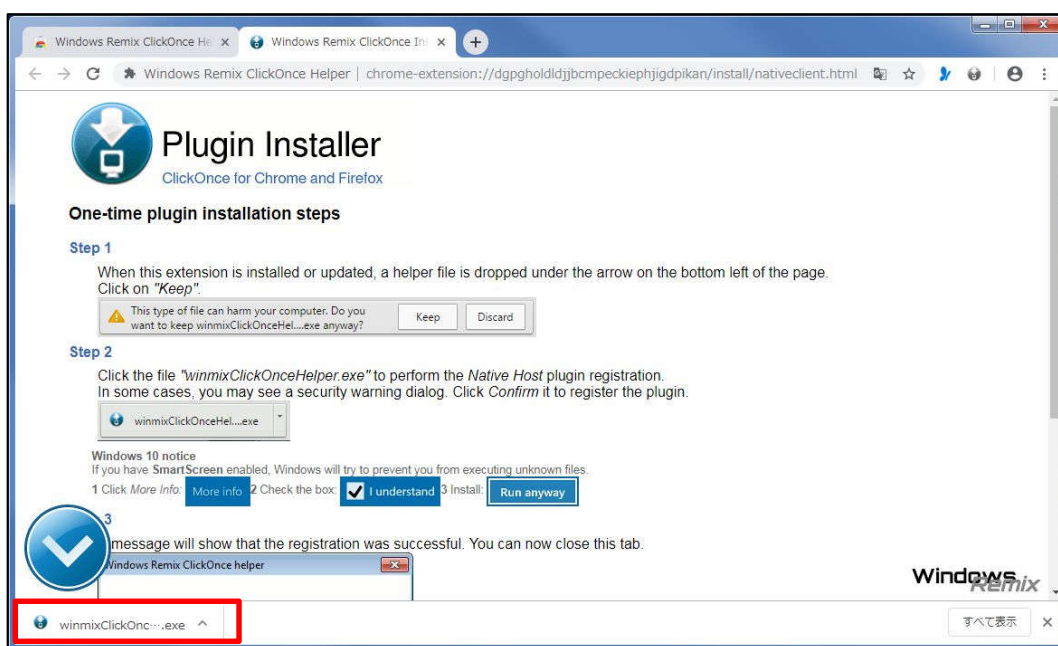 Windows Remix ClickOnce He
Windows Remix ClickOnce In
Windows Remix ClickOnce Helper | chrome-extension://dgpgholdldjjbcmpeckiephjigdpikan/install/nativeclient.html
Plugin Installer
ClickOnce for Chrome and Firefox
One-time plugin installation steps
Step 1
When this extension is installed or updated, a helper file is dropped under the arrow on the bottom left of the page.
Click on "Keep".
This type of file can harm your computer. Do you
want to keep winmixClickOnceHel....exe anyway?
Keep
Discard
Step 2
Click the file "winmixClickOnceHelper.exe" to perform the Native Host plugin registration.
In some cases, you may see a security warning dialog. Click Confirm it to register the plugin.
winmixClickOnceHel....exe
Windows 10 notice
If you have SmartScreen enabled, Windows will try to prevent you from executing unknown files.
1 Click More Info: More info 2 Check the box: I understand 3 Install: Run anyway
3
message will show that the registration was successful. You can now close this tab.
Windows Remix ClickOnce helper
Windows
Remix
winmixClickOnc….exe
すべて表示